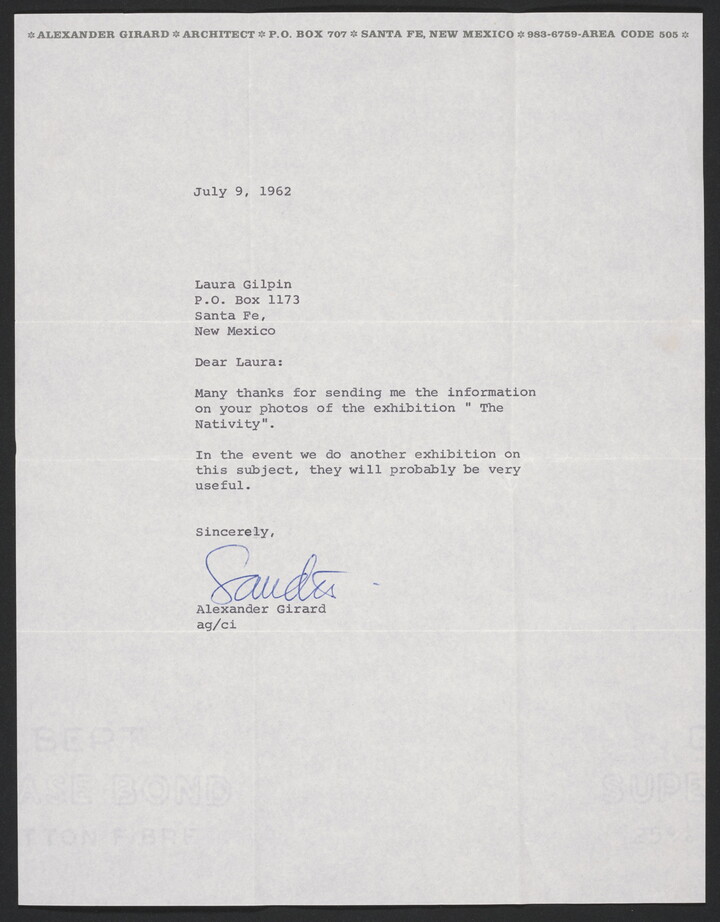 ✲ ALEXANDER GIRARD ✲ ARCHITECT ✲ P.O. BOX 707 ✲ SANTA FE, NEW MEXICO ✲ 983-6759-AREA CODE 505 ✲
July 9, 1962
Laura Gilpin
P.O. Box 1173
Santa Fe,
New Mexico
Dear Laura:
Many thanks for sending me the information
on your photos of the exhibition " The
Nativity".
In the event we do another exhibition on
this subject, they will probably be very
useful.
Sincerely,
Sandro
Alexander Girard
ag/ci
BOND